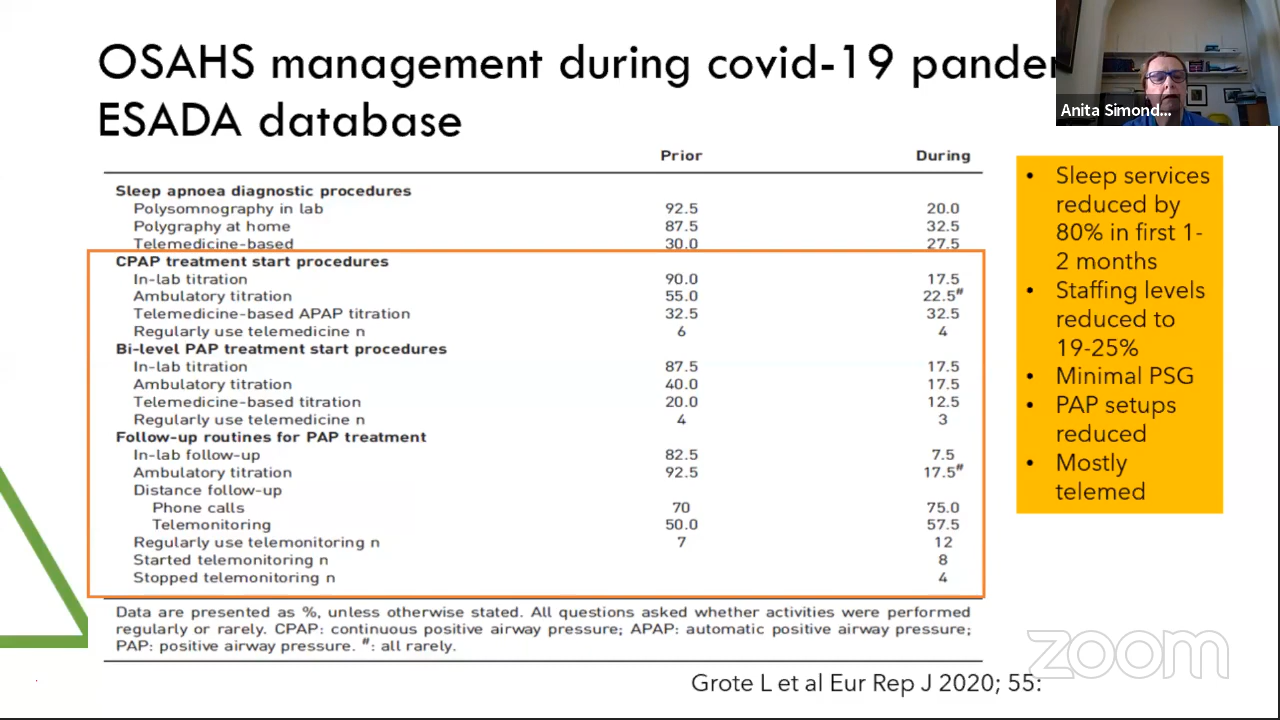 OSAHS management during covid-19 pander
ESADA database
Anita Simond...
Prior During
Sleep apnoea diagnostic procedures
Polysomnography in lab 92.5 20.0
Polygraphy at home 87.5 32.5
Telemedicine-based 30.0 27.5
CPAP treatment start procedures
In-lab titration 90.0 17.5
Ambulatory titration 55.0 22.5#
Telemedicine-based APAP titration 32.5 32.5
Regularly use telemedicine n 6 4
Bi-level PAP treatment start procedures
In-lab titration 87.5 17.5
Ambulatory titration 40.0 17.5
Telemedicine-based titration 20.0 12.5
Regularly use telemedicine n 4 3
Follow-up routines for PAP treatment
In-lab follow-up 82.5 7.5
Ambulatory titration 92.5 17.5#
Distance follow-up
Phone calls 70 75.0
Telemonitoring 50.0 57.5
Regularly use telemonitoring n 7 12
Started telemonitoring n 8
Stopped telemonitoring n 4
Data are presented as %, unless otherwise stated. All questions asked whether activities were performed
regularly or rarely. CPAP: continuous positive airway pressure; APAP: automatic positive airway pressure;
PAP: positive airway pressure. #: all rarely.
• Sleep services
reduced by
80% in first 1-
2 months
• Staffing levels
reduced to
19-25%
• Minimal PSG
• PAP setups
reduced
• Mostly
telemed
Grote L et al Eur Rep J 2020; 55:
zoom